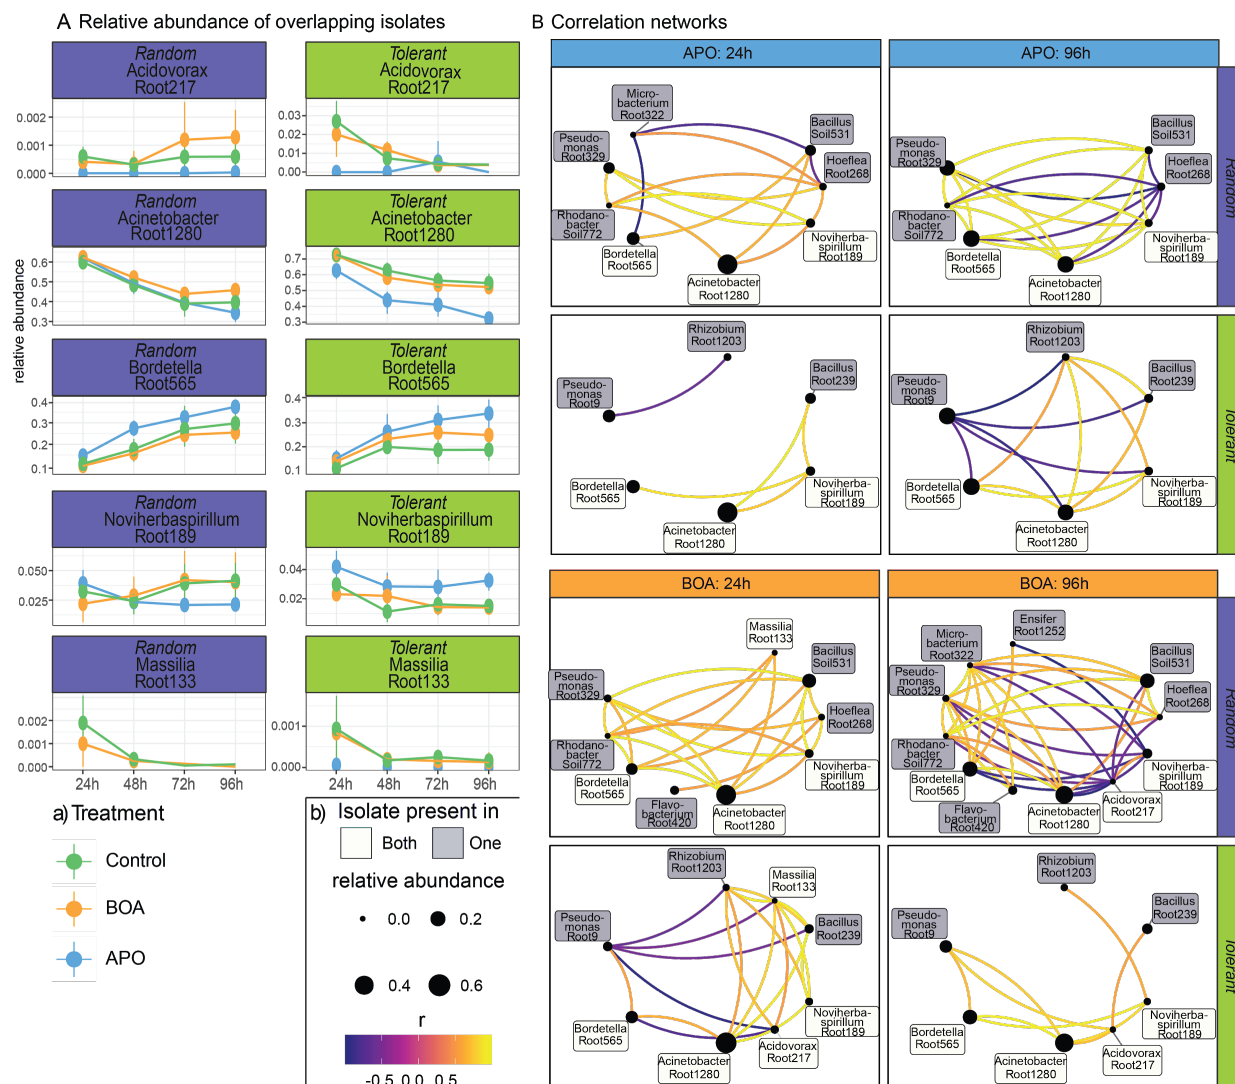 A Relative abundance of overlapping isolates
Random
Acidovorax
Root217
Tolerant
Acidovorax
Root217
0.002
0.001
0.000
0.03
0.02
0.01
0.00
Random
Acinetobacter
Root1280
Tolerant
Acinetobacter
Root1280
0.6
0.5
0.4
0.3
0.7
0.6
0.5
0.4
0.3
relative abundance
Random
Bordetella
Root565
Tolerant
Bordetella
Root565
0.4
0.3
0.2
0.1
0.4
0.3
0.2
0.1
Random
Noviherbaspirillum
Root189
Tolerant
Noviherbaspirillum
Root189
0.050
0.025
0.04
0.02
Random
Massilia
Root133
Tolerant
Massilia
Root133
0.002
0.001
0.000
0.001
0.000
24h 48h 72h 96h
24h 48h 72h 96h
a) Treatment
Control
BOA
APO
b) Isolate present in
Both One
relative abundance
0.0 0.2
0.4 0.6
r
-0.5 0.0 0.5
B Correlation networks
APO: 24h
APO: 96h
Micro-
bacterium
Root322
Bacillus
Soil531
Pseudo-
monas
Root329
Hoeflea
Root268
Rhodano-
bacter
Soil772
Noviherba-
spirillum
Root189
Bordetella
Root565
Acinetobacter
Root1280
Bacillus
Soil531
Pseudo-
monas
Root329
Hoeflea
Root268
Rhodano-
bacter
Soil772
Noviherba-
spirillum
Root189
Bordetella
Root565
Acinetobacter
Root1280
Random
Rhizobium
Root1203
Bacillus
Root239
Pseudo-
monas
Root9
Bordetella
Root565
Noviherba-
spirillum
Root189
Acinetobacter
Root1280
Rhizobium
Root1203
Bacillus
Root239
Pseudo-
monas
Root9
Bordetella
Root565
Noviherba-
spirillum
Root189
Acinetobacter
Root1280
Tolerant
BOA: 24h
BOA: 96h
Massilia
Root133
Bacillus
Soil531
Pseudo-
monas
Root329
Hoeflea
Root268
Rhodano-
bacter
Soil772
Noviherba-
spirillum
Root189
Bordetella
Root565
Flavo-
bacterium
Root420
Acinetobacter
Root1280
Ensifer
Root1252
Micro-
bacterium
Root322
Bacillus
Soil531
Pseudo-
monas
Root329
Hoeflea
Root268
Rhodano-
bacter
Soil772
Noviherba-
spirillum
Root189
Bordetella
Root565
Flavo-
bacterium
Root420
Acinetobacter
Root1280
Acidovorax
Root217
Random
Rhizobium
Root1203
Massilia
Root133
Pseudo-
monas
Root9
Bacillus
Root239
Noviherba-
spirillum
Root189
Bordetella
Root565
Acinetobacter
Root1280
Acidovorax
Root217
Rhizobium
Root1203
Bacillus
Root239
Pseudo-
monas
Root9
Noviherba-
spirillum
Root189
Bordetella
Root565
Acinetobacter
Root1280
Acidovorax
Root217
Tolerant